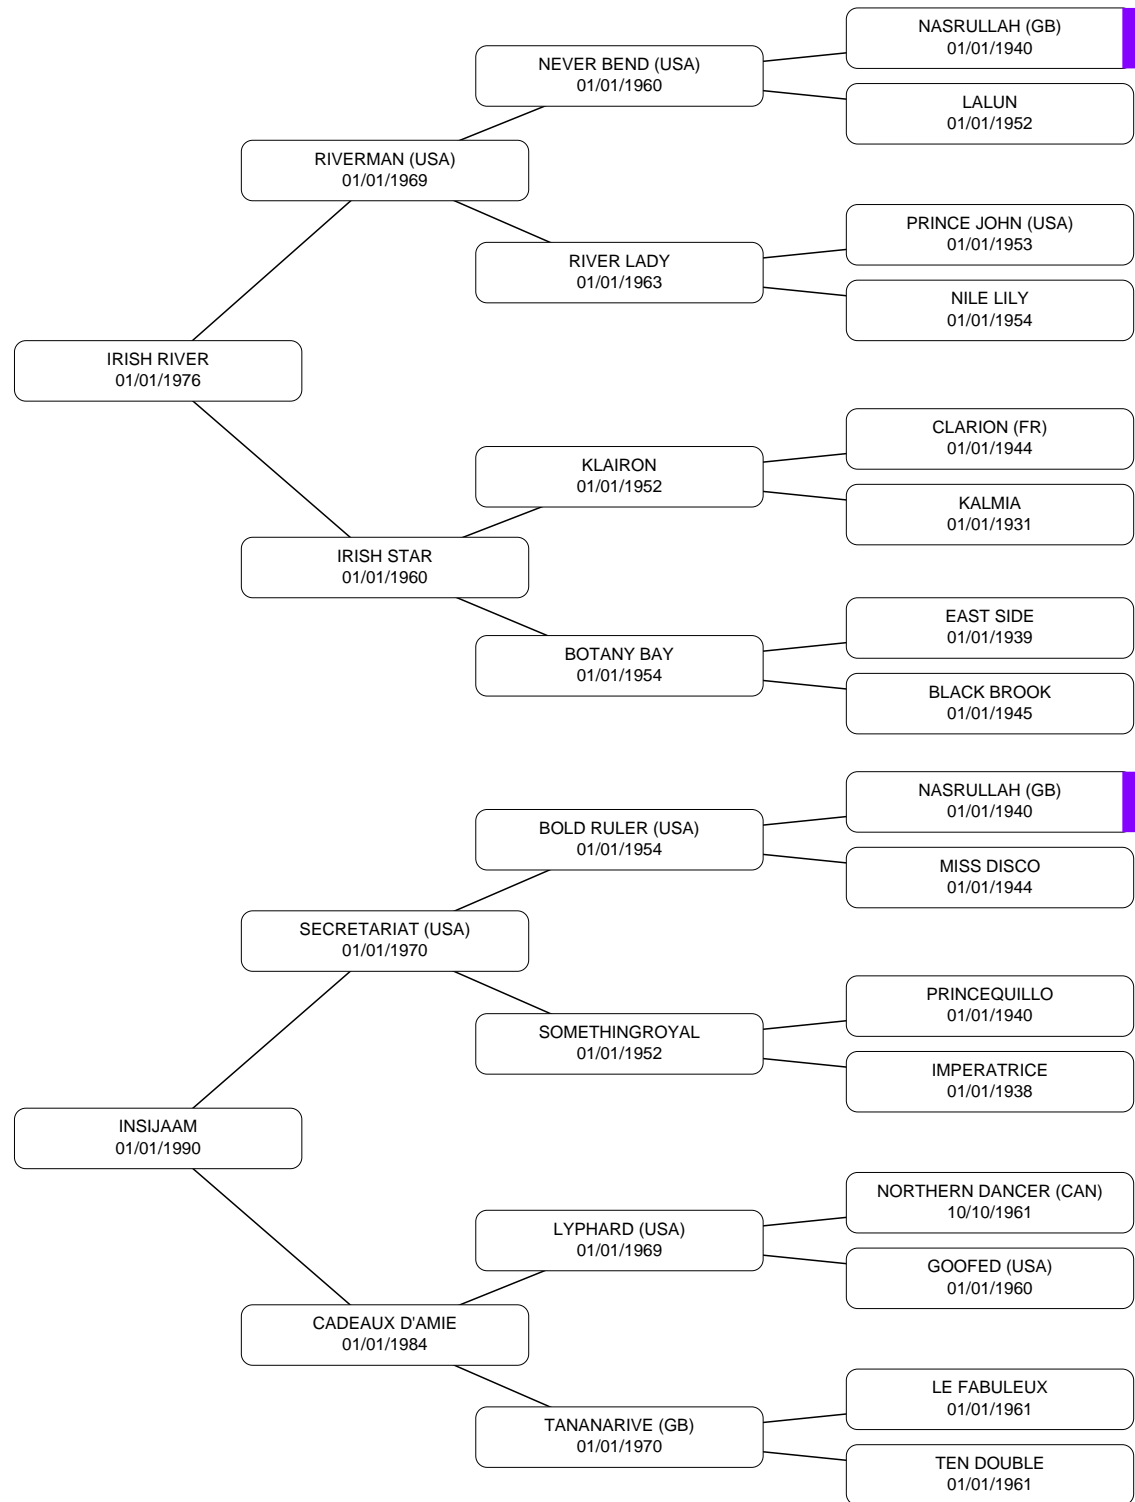 NASRULLAH (GB)
01/01/1940
NEVER BEND (USA)
01/01/1960
LALUN
01/01/1952
RIVERMAN (USA)
01/01/1969
PRINCE JOHN (USA)
01/01/1953
RIVER LADY
01/01/1963
NILE LILY
01/01/1954
IRISH RIVER
01/01/1976
CLARION (FR)
01/01/1944
KLAIRON
01/01/1952
KALMIA
01/01/1931
IRISH STAR
01/01/1960
EAST SIDE
01/01/1939
BOTANY BAY
01/01/1954
BLACK BROOK
01/01/1945
NASRULLAH (GB)
01/01/1940
BOLD RULER (USA)
01/01/1954
MISS DISCO
01/01/1944
SECRETARIAT (USA)
01/01/1970
PRINCEQUILLO
01/01/1940
SOMETHINGROYAL
01/01/1952
IMPERATRICE
01/01/1938
INSIJAAM
01/01/1990
NORTHERN DANCER (CAN)
10/10/1961
LYPHARD (USA)
01/01/1969
GOOFED (USA)
01/01/1960
CADEAUX D'AMIE
01/01/1984
LE FABULEUX
01/01/1961
TANANARIVE (GB)
01/01/1970
TEN DOUBLE
01/01/1961